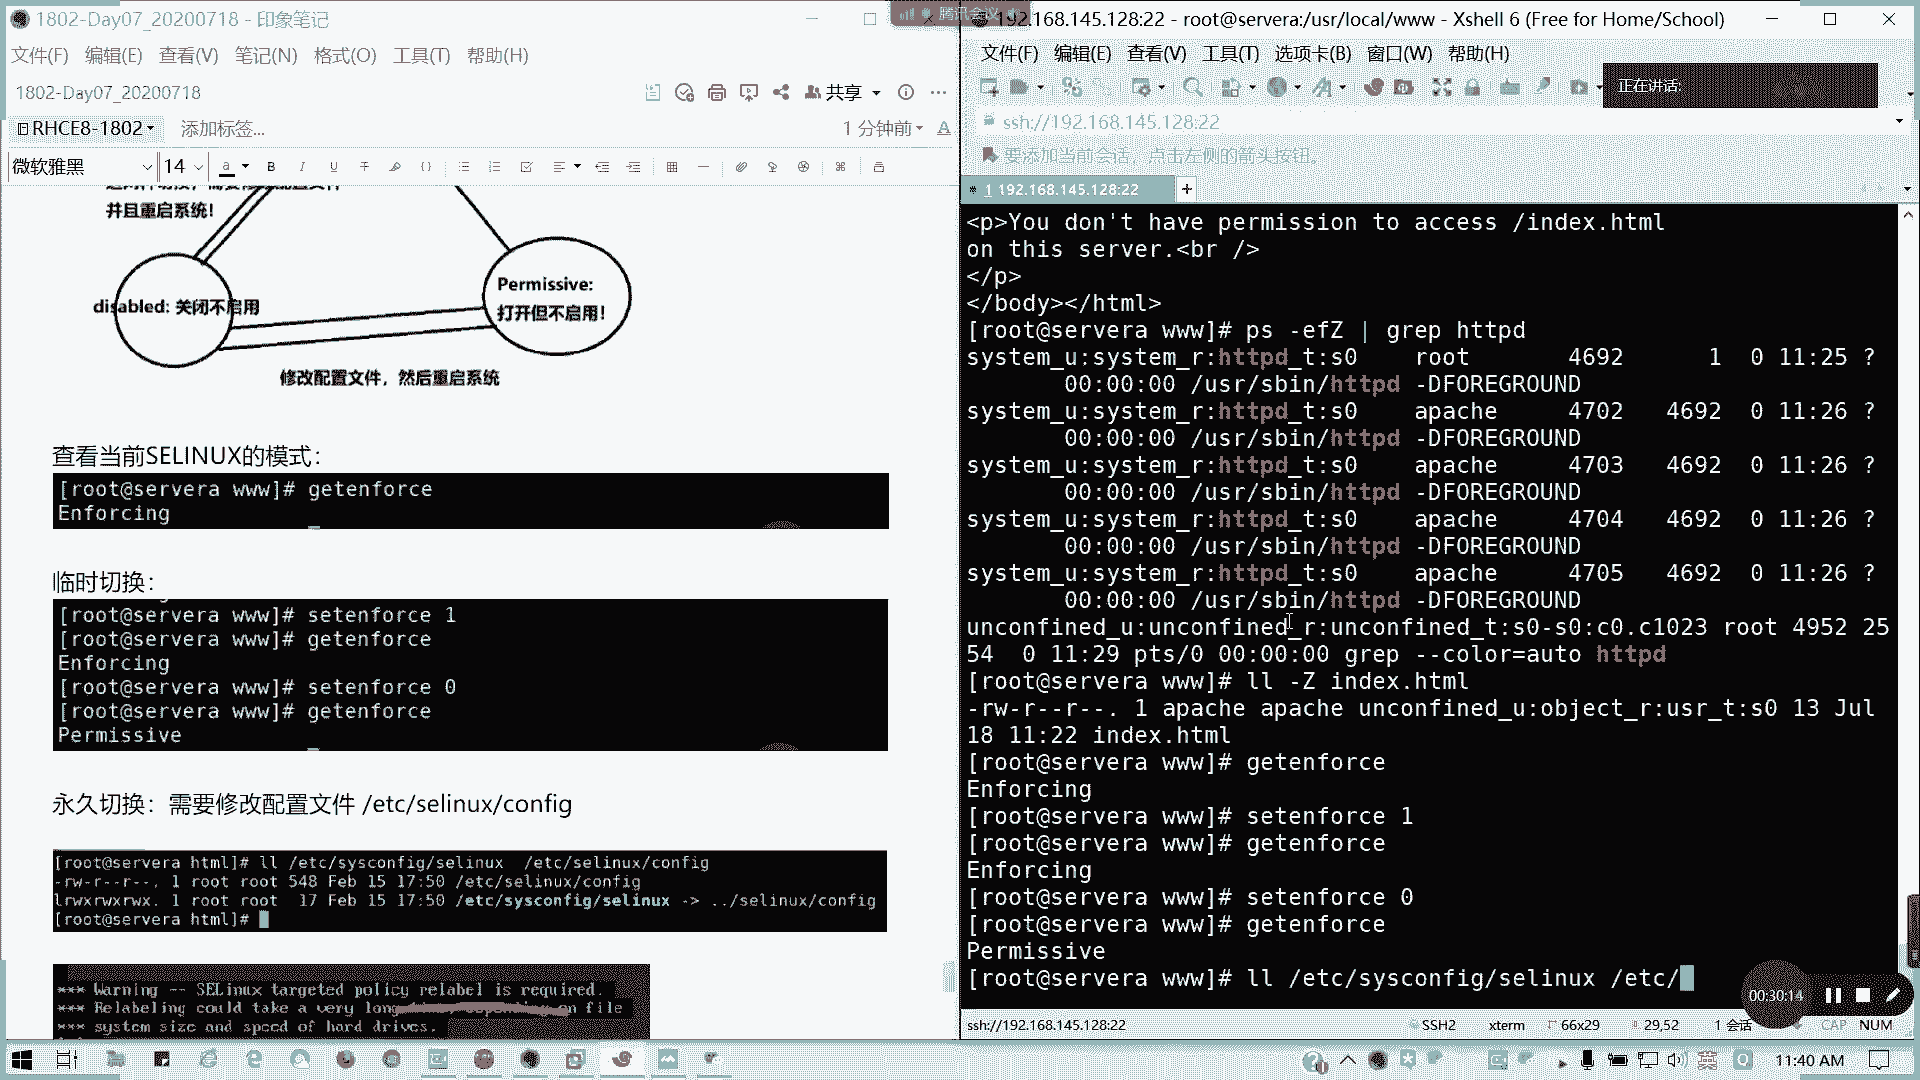 1802-Day07_20200718 - 印象笔记
文件(F) 编辑(E) 查看(V) 笔记(N) 格式(O) 工具(T) 帮助(H)
1802-Day07_20200718
共享
RHCE8-1802
添加标签...
1 分钟前
微软雅黑
14
并且重启系统!
disabled: 关闭不启用
Permissive:
打开但不启用!
修改配置文件，然后重启系统
查看当前SELINUX的模式:
[root@servera www]# getenforce
Enforcing
临时切换:
[root@servera www]# setenforce 1
[root@servera www]# getenforce
Enforcing
[root@servera www]# setenforce 0
[root@servera www]# getenforce
Permissive
永久切换: 需要修改配置文件 /etc/selinux/config
[root@servera html]# ll /etc/sysconfig/selinux  /etc/selinux/config
-rw-r--r--. 1 root root 548 Feb 15 17:50 /etc/selinux/config
lrwxrwxrwx. 1 root root  17 Feb 15 17:50 /etc/sysconfig/selinux -> ../selinux/config
[root@servera html]#
*** Warning -- SELinux targeted policy relabel is required.
*** Relabeling could take a very long file
*** system size and speed of hard drives.
腾讯会议
192.168.145.128:22 - root@servera:/usr/local/www - Xshell 6 (Free for Home/School)
文件(F) 编辑(E) 查看(V) 工具(T) 选项卡(B) 窗口(W) 帮助(H)
正在讲话:
ssh://192.168.145.128:22
要添加当前会话，点击左侧的箭头按钮。
1 192.168.145.128:22
<p>You don't have permission to access /index.html
on this server.<br />
</p>
</body></html>
[root@servera www]# ps -efZ | grep httpd
system_u:system_r:httpd_t:s0    root       4692      1  0 11:25 ?
00:00:00 /usr/sbin/httpd -DFOREGROUND
system_u:system_r:httpd_t:s0    apache     4702   4692  0 11:26 ?
00:00:00 /usr/sbin/httpd -DFOREGROUND
system_u:system_r:httpd_t:s0    apache     4703   4692  0 11:26 ?
00:00:00 /usr/sbin/httpd -DFOREGROUND
system_u:system_r:httpd_t:s0    apache     4704   4692  0 11:26 ?
00:00:00 /usr/sbin/httpd -DFOREGROUND
system_u:system_r:httpd_t:s0    apache     4705   4692  0 11:26 ?
00:00:00 /usr/sbin/httpd -DFOREGROUND
unconfined_u:unconfined_r:unconfined_t:s0-s0:c0.c1023 root 4952 25
54  0 11:29 pts/0 00:00:00 grep --color=auto httpd
[root@servera www]# ll -Z index.html
-rw-r--r--. 1 apache apache unconfined_u:object_r:usr_t:s0 13 Jul
18 11:22 index.html
[root@servera www]# getenforce
Enforcing
[root@servera www]# setenforce 1
[root@servera www]# getenforce
Enforcing
[root@servera www]# setenforce 0
[root@servera www]# getenforce
Permissive
[root@servera www]# ll /etc/sysconfig/selinux /etc/
00:30:14
ssh://192.168.145.128:22
SSH2 xterm 66x29 29,52 1 会话 CAP NUM
英
11:40 AM